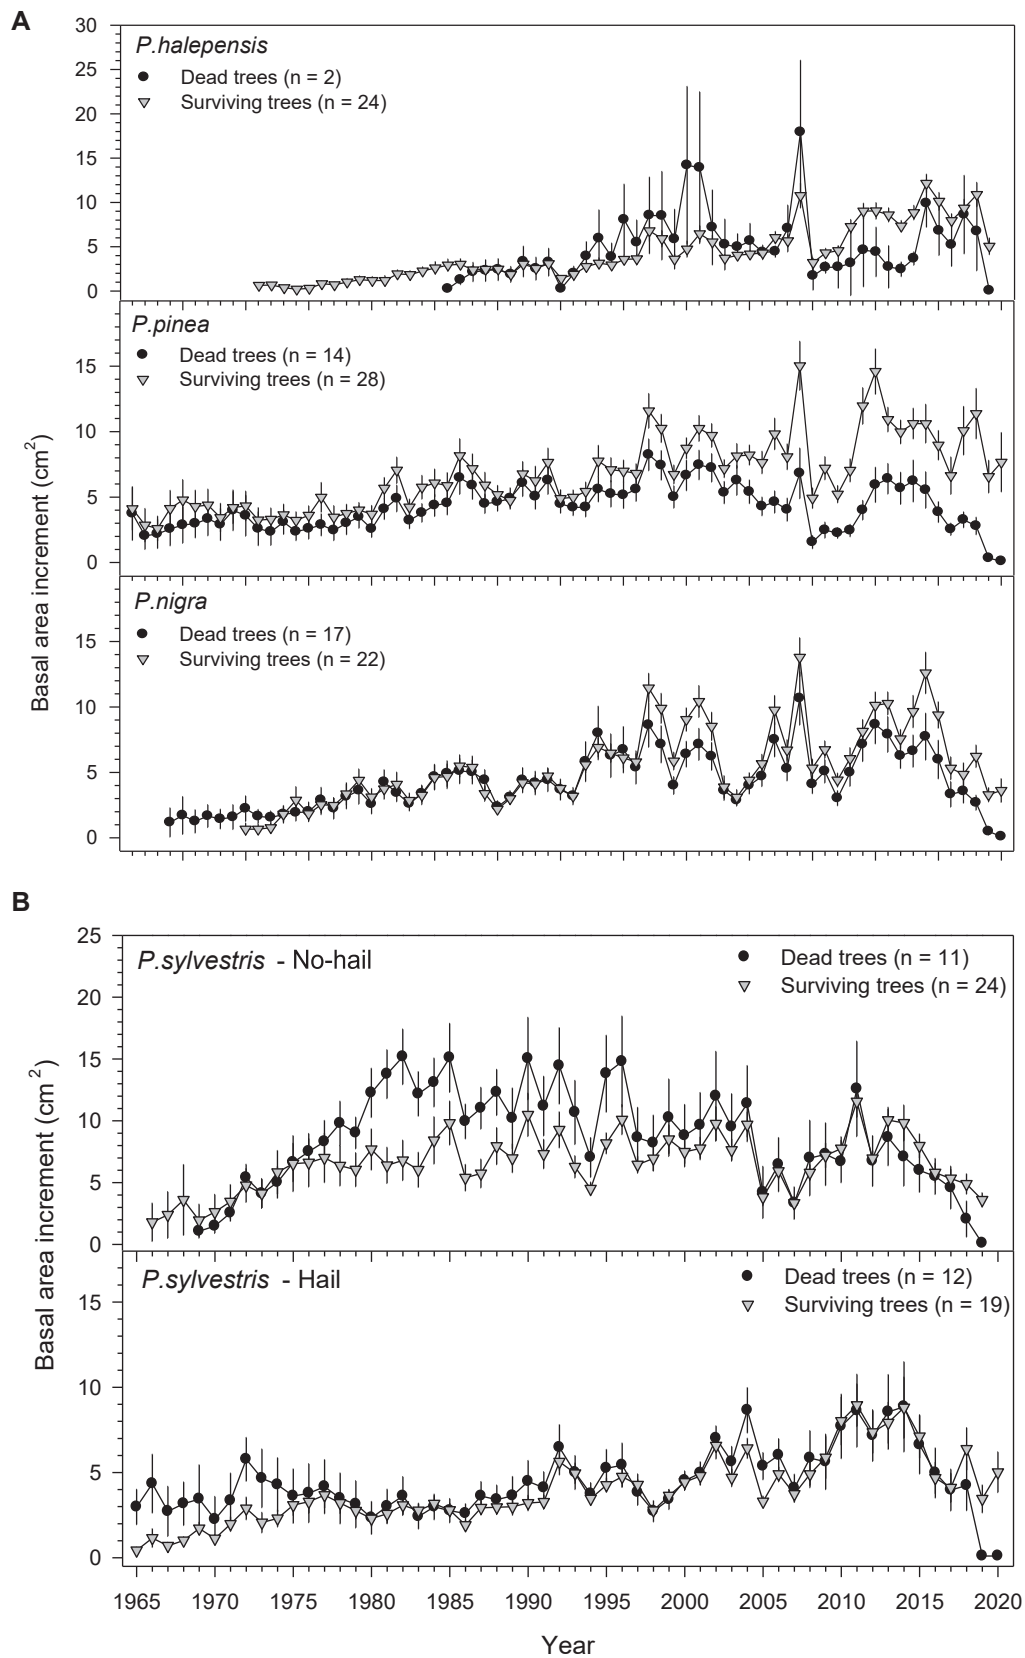 A
30
P.halepensis
25
Dead trees (n = 2)
Surviving trees (n = 24)
20
15
10
5
0
P.pinea
Dead trees (n = 14)
15
Surviving trees (n = 28)
10
5
0
Basal area increment (cm2)
P.nigra
Dead trees (n = 17)
15
Surviving trees (n = 22)
10
5
0
B
25
P.sylvestris - No-hail
Dead trees (n = 11)
Surviving trees (n = 24)
20
15
10
5
0
Basal area increment (cm2)
P.sylvestris - Hail
Dead trees (n = 12)
15
Surviving trees (n = 19)
10
5
0
1965 1970 1975 1980 1985 1990 1995 2000 2005 2010 2015 2020
Year